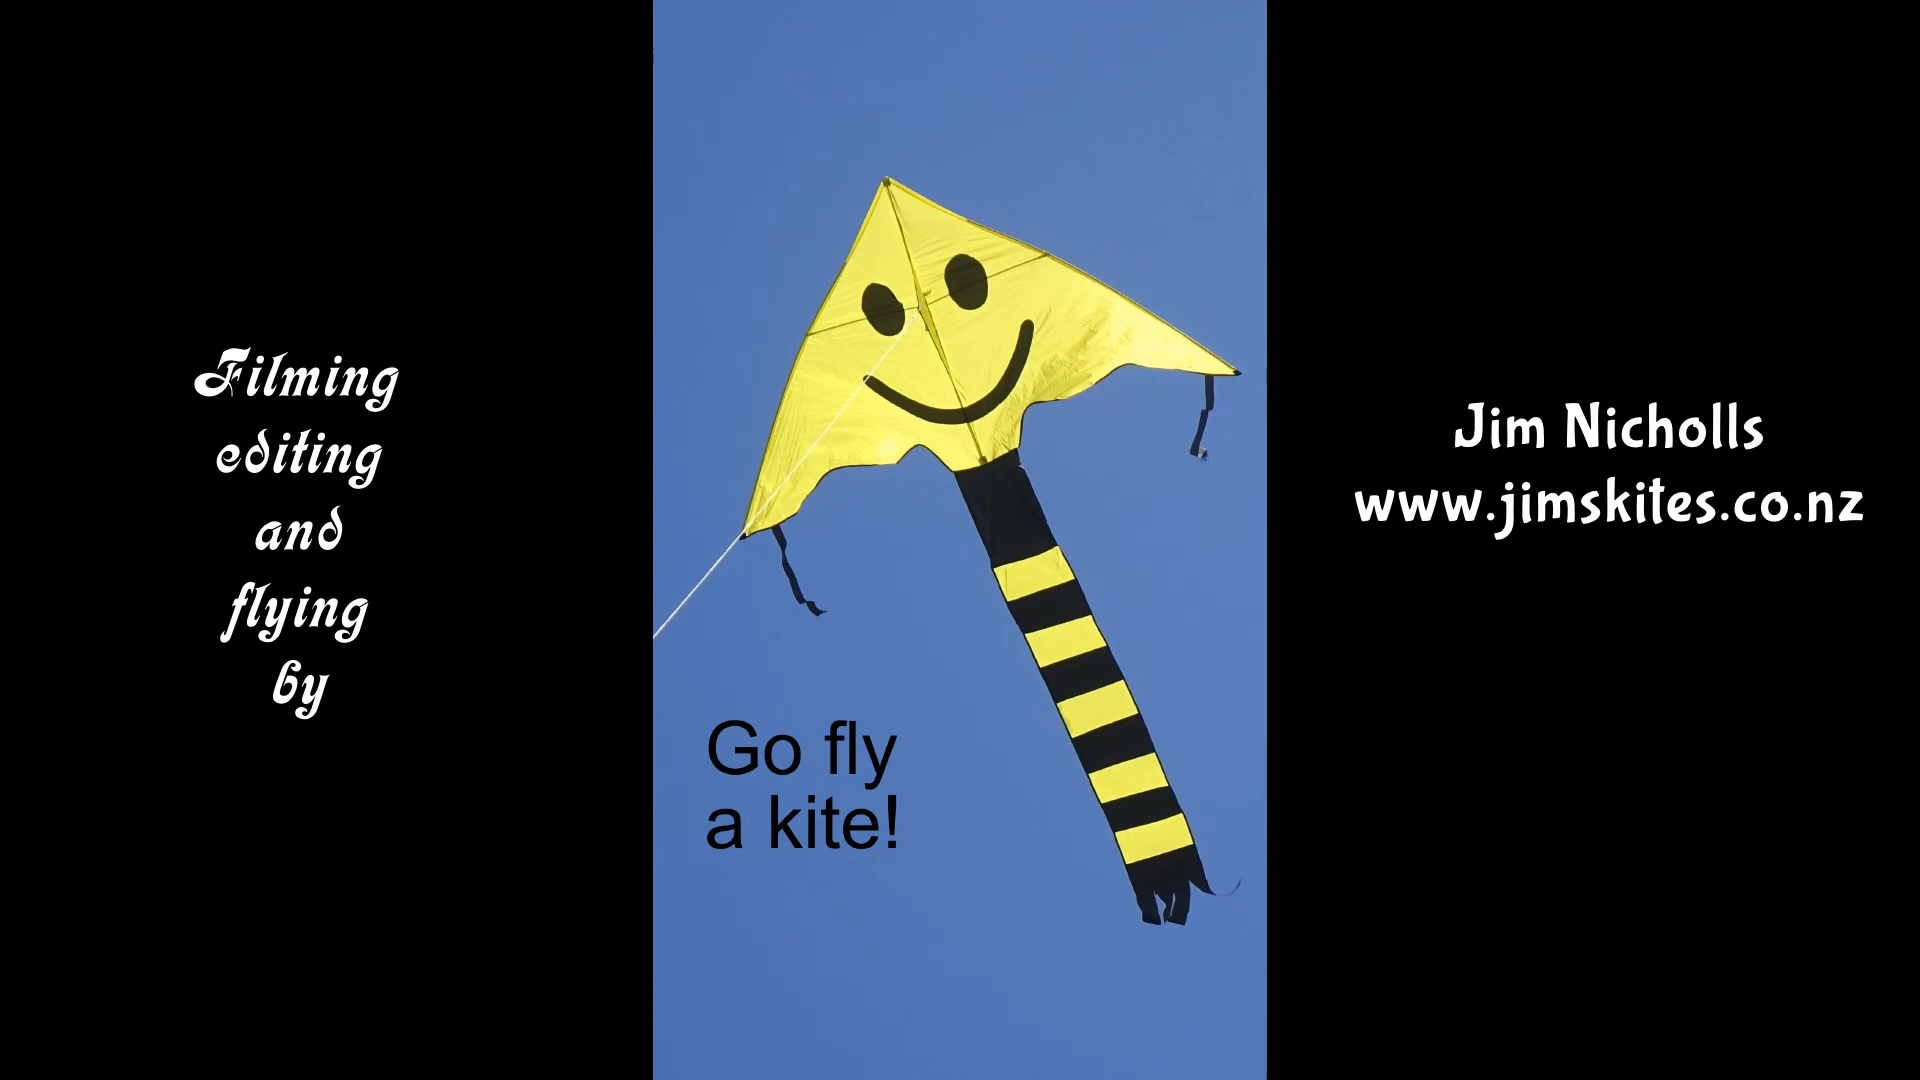 Filming
editing
and
flying
by
Go fly
a kite!
Jim Nicholls
www.jimskites.co.nz